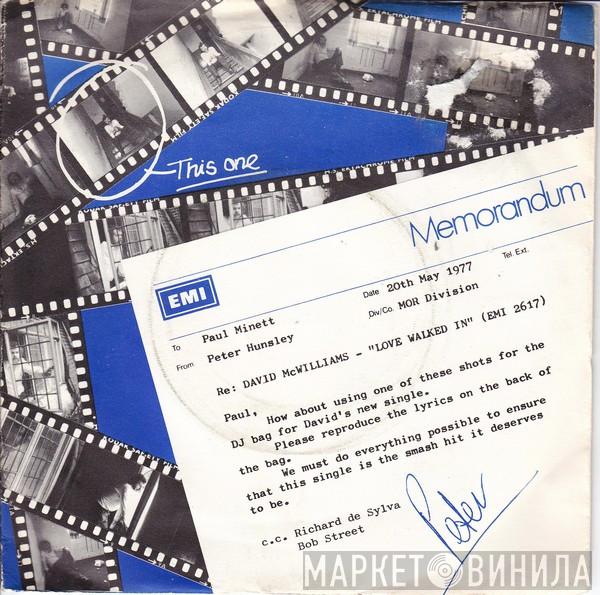 KODAK SAFETY FILM
This one
Memorandum
EMI
Date 20th May 1977
Tel. Ext.
To Paul Minett
Div/Co. MOR Division
From Peter Hunsley
Re: DAVID McWILLIAMS - "LOVE WALKED IN" (EMI 2617)
Paul,
How about using one of these shots for the
DJ bag for David's new single.
Please reproduce the lyrics on the back of
the bag.
We must do everything possible to ensure
that this single is the smash hit it deserves
to be.
c.c. Richard de Sylva
Bob Street
Peter
МАРКЕТ ВИНИЛА